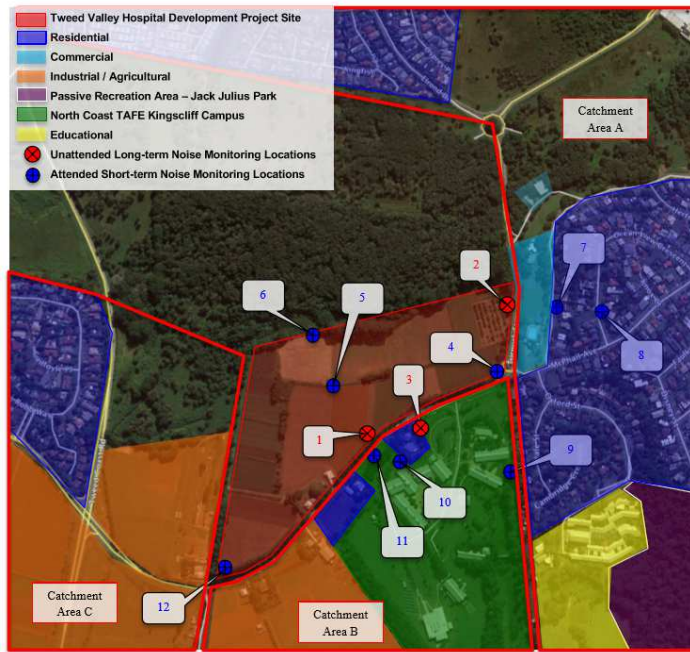 Tweed Valley Hospital Development Project Site
Residential
Commercial
Industrial / Agricultural
Passive Recreation Area – Jack Julius Park
North Coast TAFE Kingscliff Campus
Educational
Unattended Long-term Noise Monitoring Locations
Attended Short-term Noise Monitoring Locations
Catchment
Area A
2
7
6
5
4
8
3
1
9
10
11
12
Catchment
Area C
Catchment
Area B